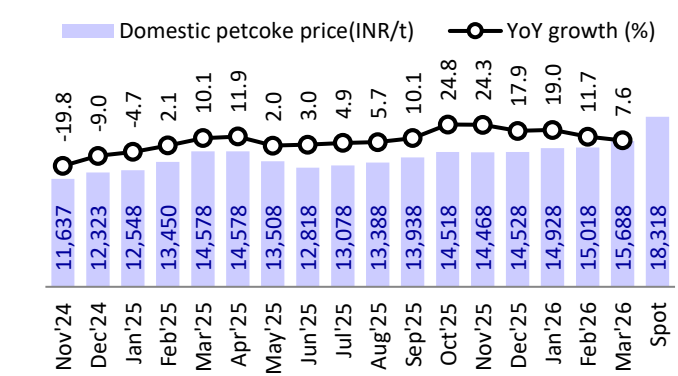 Domestic petcoke price(INR/t)
YoY growth (%)
-19.8
-9.0
-4.7
2.1
10.1
11.9
2.0
3.0
4.9
5.7
10.1
24.8
24.3
17.9
19.0
11.7
7.6
11,637
12,323
12,548
13,450
14,578
14,578
13,508
12,818
13,078
13,388
13,938
14,518
14,468
14,528
14,928
15,018
15,688
18,318
Nov'24
Dec'24
Jan'25
Feb'25
Mar'25
Apr'25
May'25
Jun'25
Jul'25
Aug'25
Sep'25
Oct'25
Nov'25
Dec'25
Jan'26
Feb'26
Mar'26
Spot